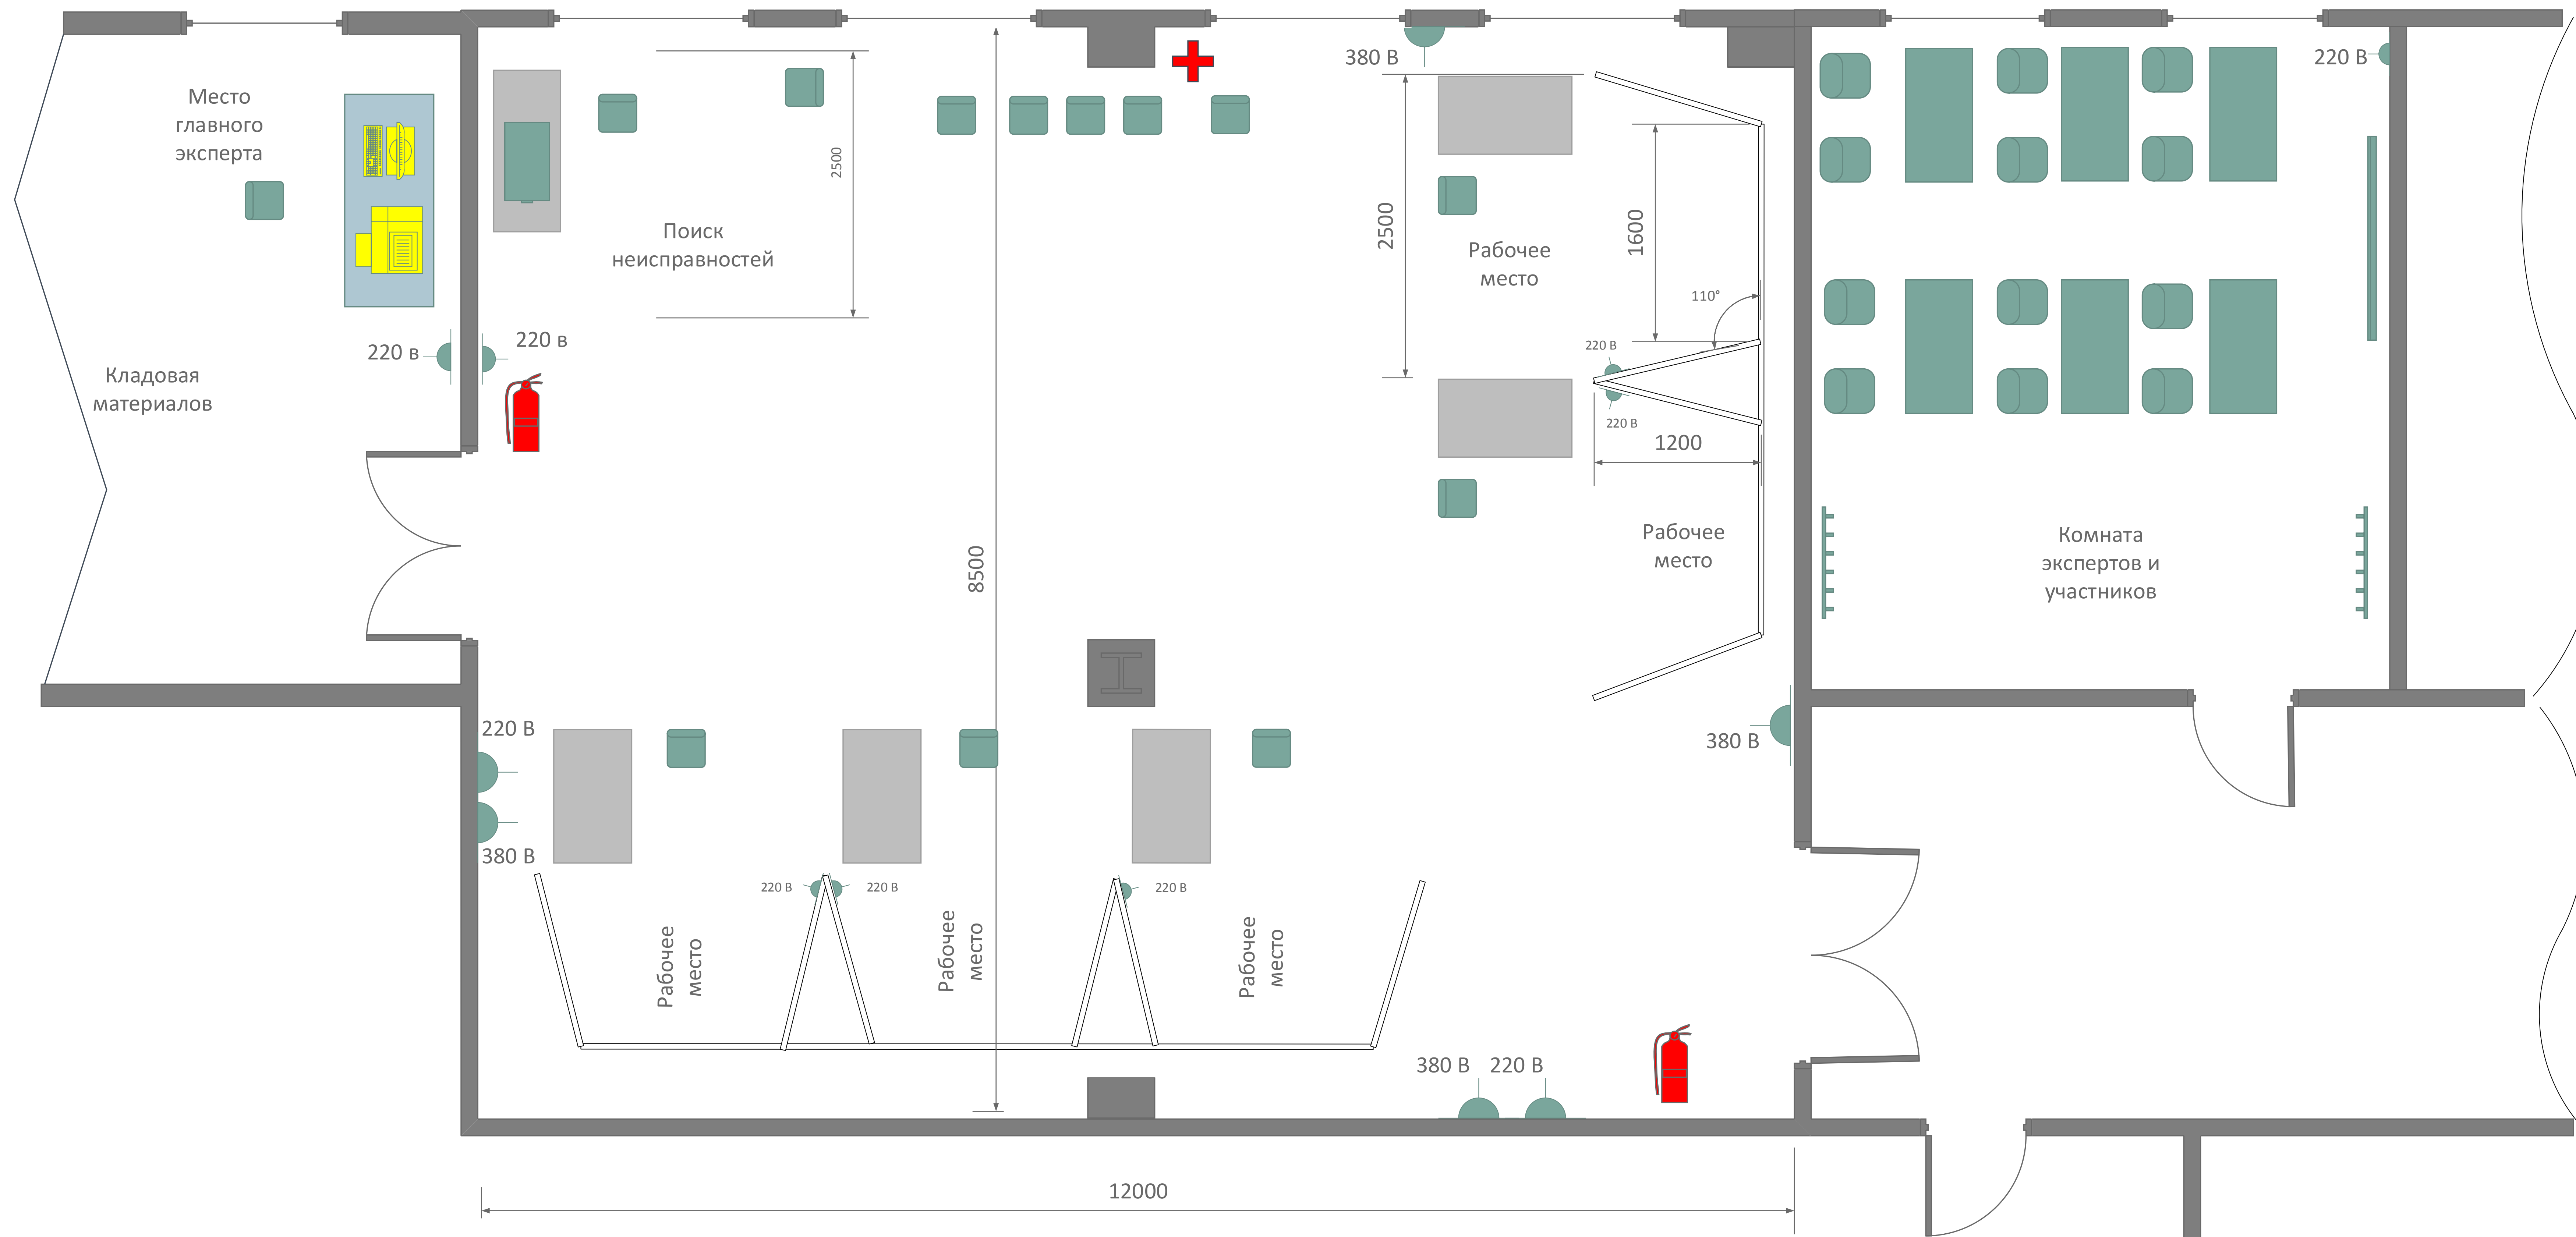 Место
главного
эксперта
Кладовая
материалов
220 в
220 в
Поиск
неисправностей
2500
8500
380 В
2500
Рабочее
место
1600
110°
220 В
220 В
1200
Рабочее
место
220 В
Комната
экспертов и
участников
380 В
220 В
380 В
220 В
220 В
220 В
Рабочее
место
Рабочее
место
Рабочее
место
380 В
220 В
12000